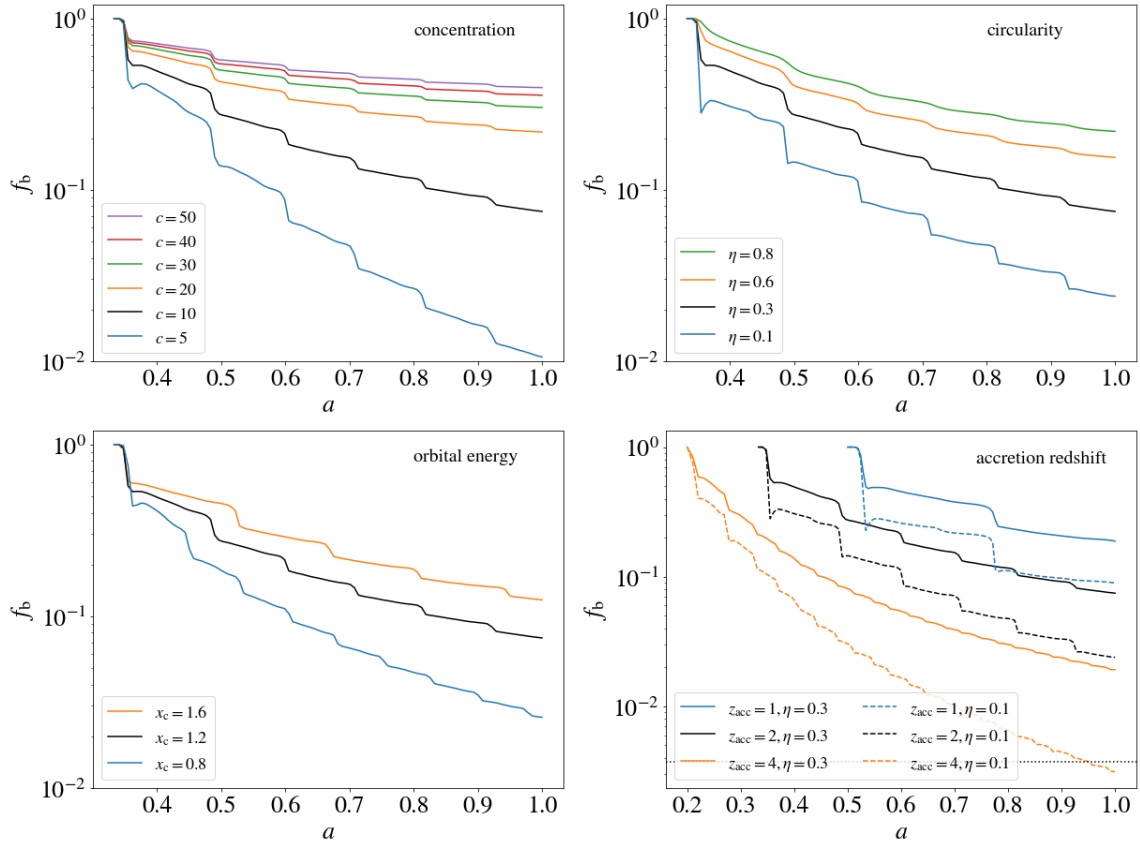 concentration
10⁰
10⁻¹
10⁻²
f_b
c = 50
c = 40
c = 30
c = 20
c = 10
c = 5
0.4 0.5 0.6 0.7 0.8 0.9 1.0
a
circularity
10⁰
10⁻¹
10⁻²
f_b
η = 0.8
η = 0.6
η = 0.3
η = 0.1
0.4 0.5 0.6 0.7 0.8 0.9 1.0
a
orbital energy
10⁰
10⁻¹
10⁻²
f_b
x_c = 1.6
x_c = 1.2
x_c = 0.8
0.4 0.5 0.6 0.7 0.8 0.9 1.0
a
accretion redshift
10⁰
10⁻¹
10⁻²
f_b
z_acc = 1, η = 0.3 z_acc = 1, η = 0.1
z_acc = 2, η = 0.3 z_acc = 2, η = 0.1
z_acc = 4, η = 0.3 z_acc = 4, η = 0.1
0.2 0.3 0.4 0.5 0.6 0.7 0.8 0.9 1.0
a